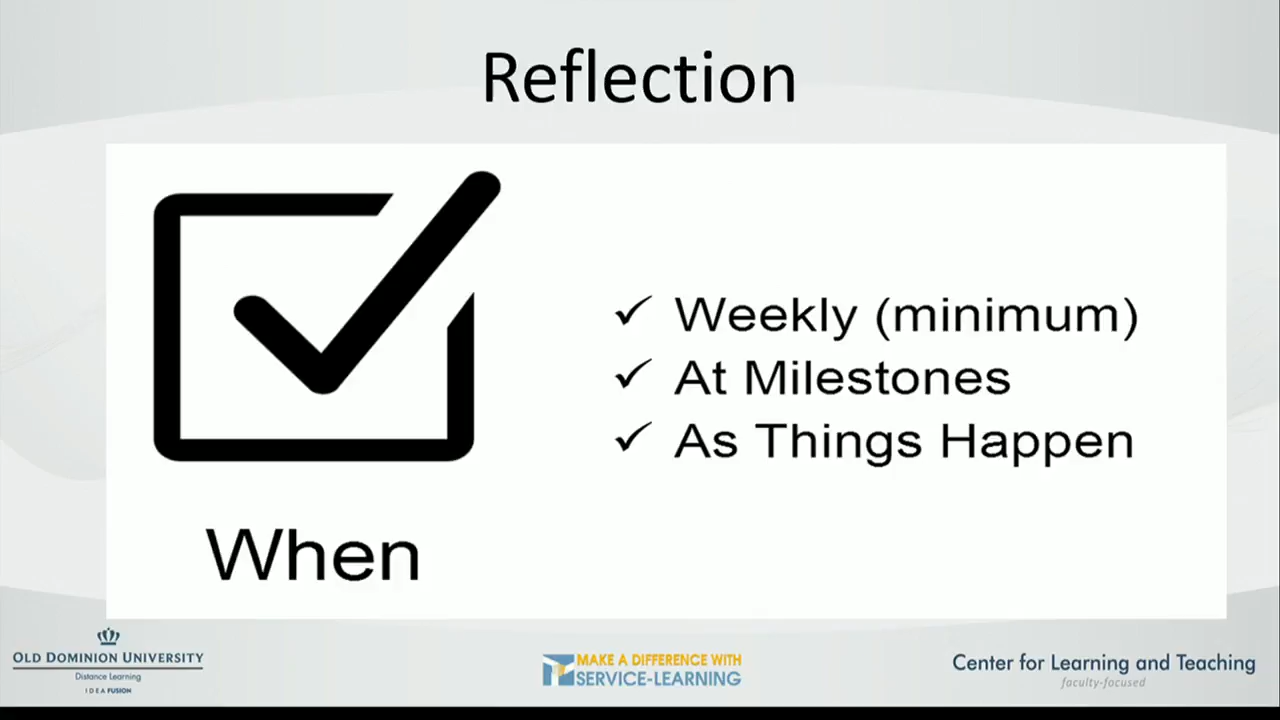 Reflection
Weekly (minimum)
At Milestones
As Things Happen
When
OLD DOMINION UNIVERSITY
Distance Learning
IDEA FUSION
MAKE A DIFFERENCE WITH
SERVICE-LEARNING
Center for Learning and Teaching
faculty-focused